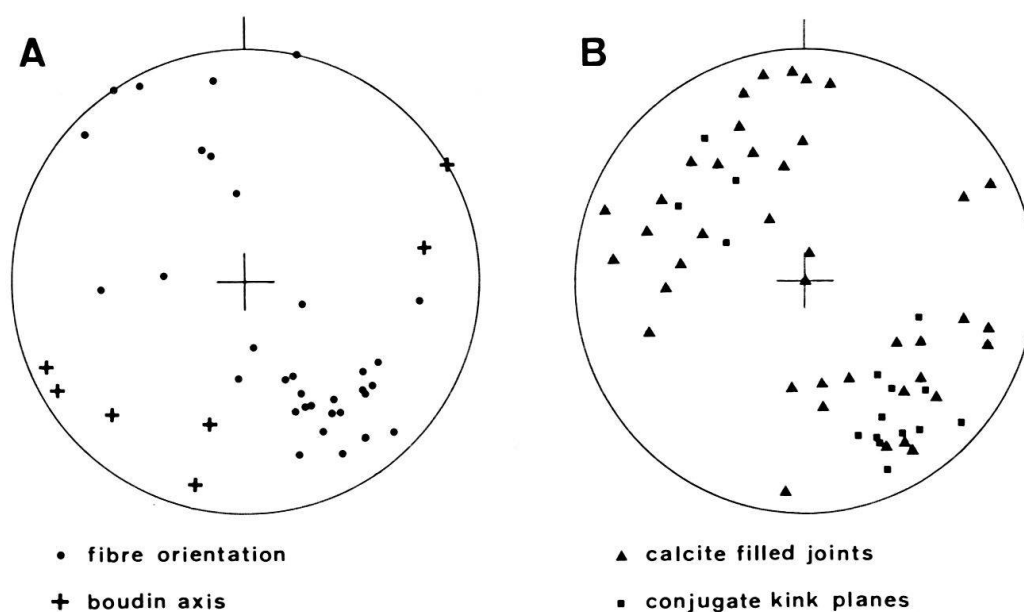 A
B
fibre orientation
boudin axis
calcite filled joints
conjugate kink planes